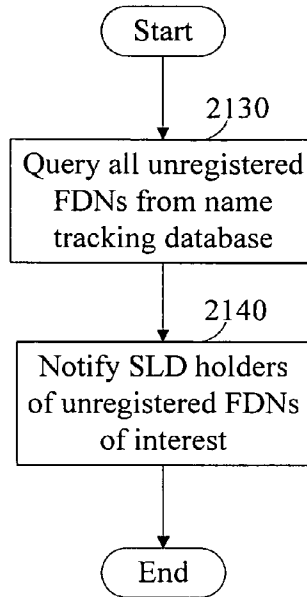 Start
2130
Query all unregistered
FDNs from name
tracking database
2140
Notify SLD holders
of unregistered FDNs
of interest
End